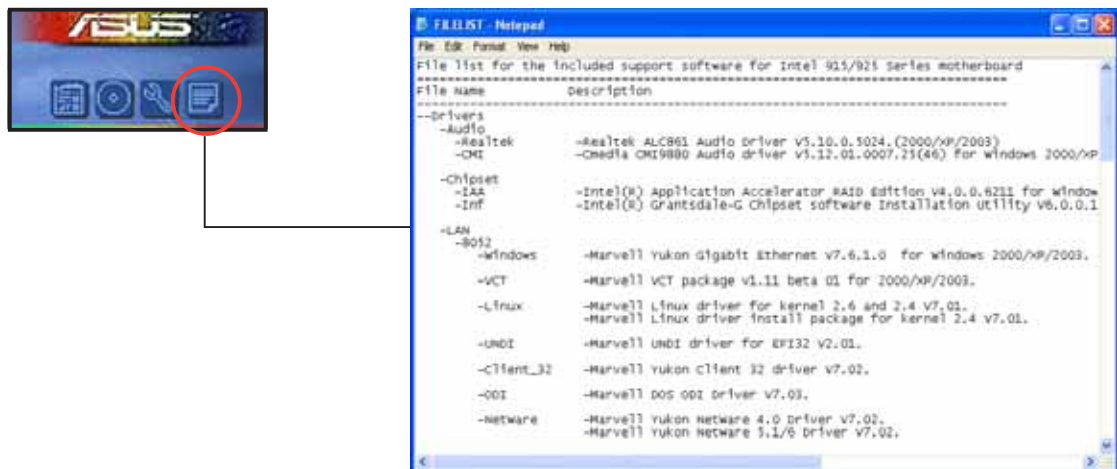 ASUS
FILELIST - Notepad
File Edit Format View Help
File list for the included support software for Intel 915/925 Series motherboard
================================================================================
File Name Description
================================================================================
--Drivers
-Audio
-Realtek -Realtek ALC861 Audio Driver V5.10.0.5024.(2000/XP/2003)
-CMI -Cmedia CMI9880 Audio driver V5.12.01.0007.25(46) for Windows 2000/XP
-Chipset
-IAA -Intel(R) Application Accelerator RAID Edition V4.0.0.6211 for Window
-Inf -Intel(R) Grantsdale-G Chipset software Installation Utility V6.0.0.1
-LAN
-8052
-Windows -Marvell Yukon Gigabit Ethernet v7.6.1.0 for Windows 2000/XP/2003.
-VCT -Marvell VCT package v1.11 beta 01 for 2000/XP/2003.
-Linux -Marvell Linux driver for kernel 2.6 and 2.4 V7.01.
-Marvell Linux driver install package for kernel 2.4 V7.01.
-UNDI -Marvell UNDI driver for EFI32 V2.01.
-Client_32 -Marvell Yukon Client 32 driver V7.02.
-ODI -Marvell DOS ODI Driver V7.03.
-Netware -Marvell Yukon NetWare 4.0 Driver V7.02.
-Marvell Yukon NetWare 5.1/6 Driver V7.02.